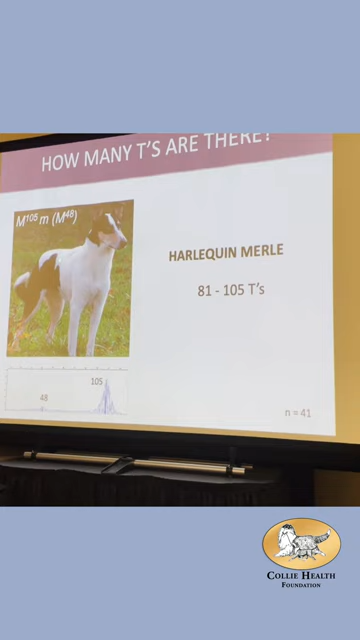 HOW MANY T'S ARE THERE?
M105 m (M48)
HARLEQUIN MERLE
81 - 105 T's
105
48
n = 41
COLLIE HEALTH
FOUNDATION